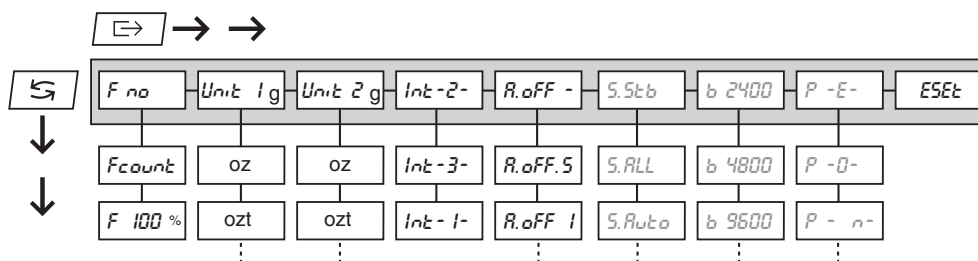 F no Unit 1 g Unit 2 g Int-2- A.oFF - S.Stb b 2400 P -E- ESEt
Fcount oz oz Int-3- A.oFF.5 S.ALL b 4800 P -0-
F 100 % ozt ozt Int-1- A.oFF 1 S.Auto b 9600 P - n-